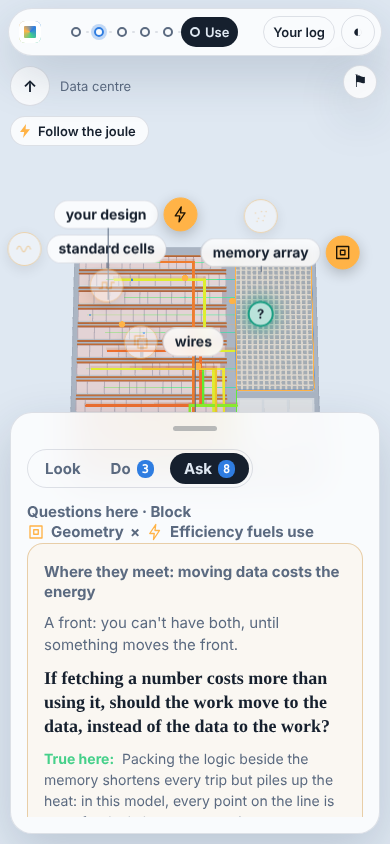 Use
Your log
Data centre
Follow the joule
your design
standard cells
memory array
?
wires
Look
Do 3
Ask 8
Questions here · Block
Geometry × Efficiency fuels use
Where they meet: moving data costs the
energy
A front: you can't have both, until
something moves the front.
If fetching a number costs more than
using it, should the work move to the
data, instead of the data to the work?
True here: Packing the logic beside the
memory shortens every trip but piles up the
heat: in this model, every point on the line is